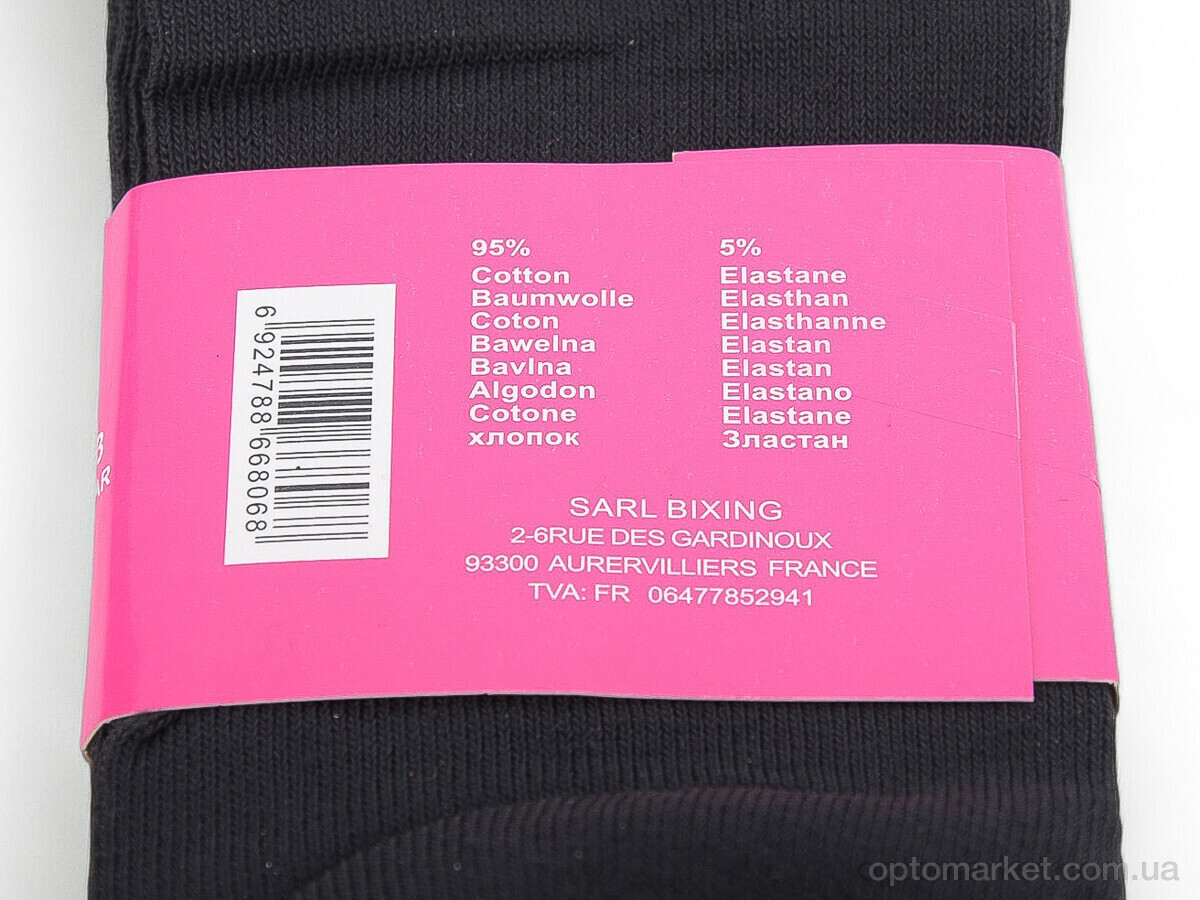 95%
Cotton
Baumwolle
Coton
Bawelna
Bavlna
Algodon
Cotone
хлопок
5%
Elastane
Elasthan
Elasthanne
Elastan
Elastan
Elastano
Elastane
Зластан
6 924788 668068
SARL BIXING
2-6RUE DES GARDINOUX
93300 AURERVILLIERS FRANCE
TVA: FR 06477852941
optomarket.com.ua